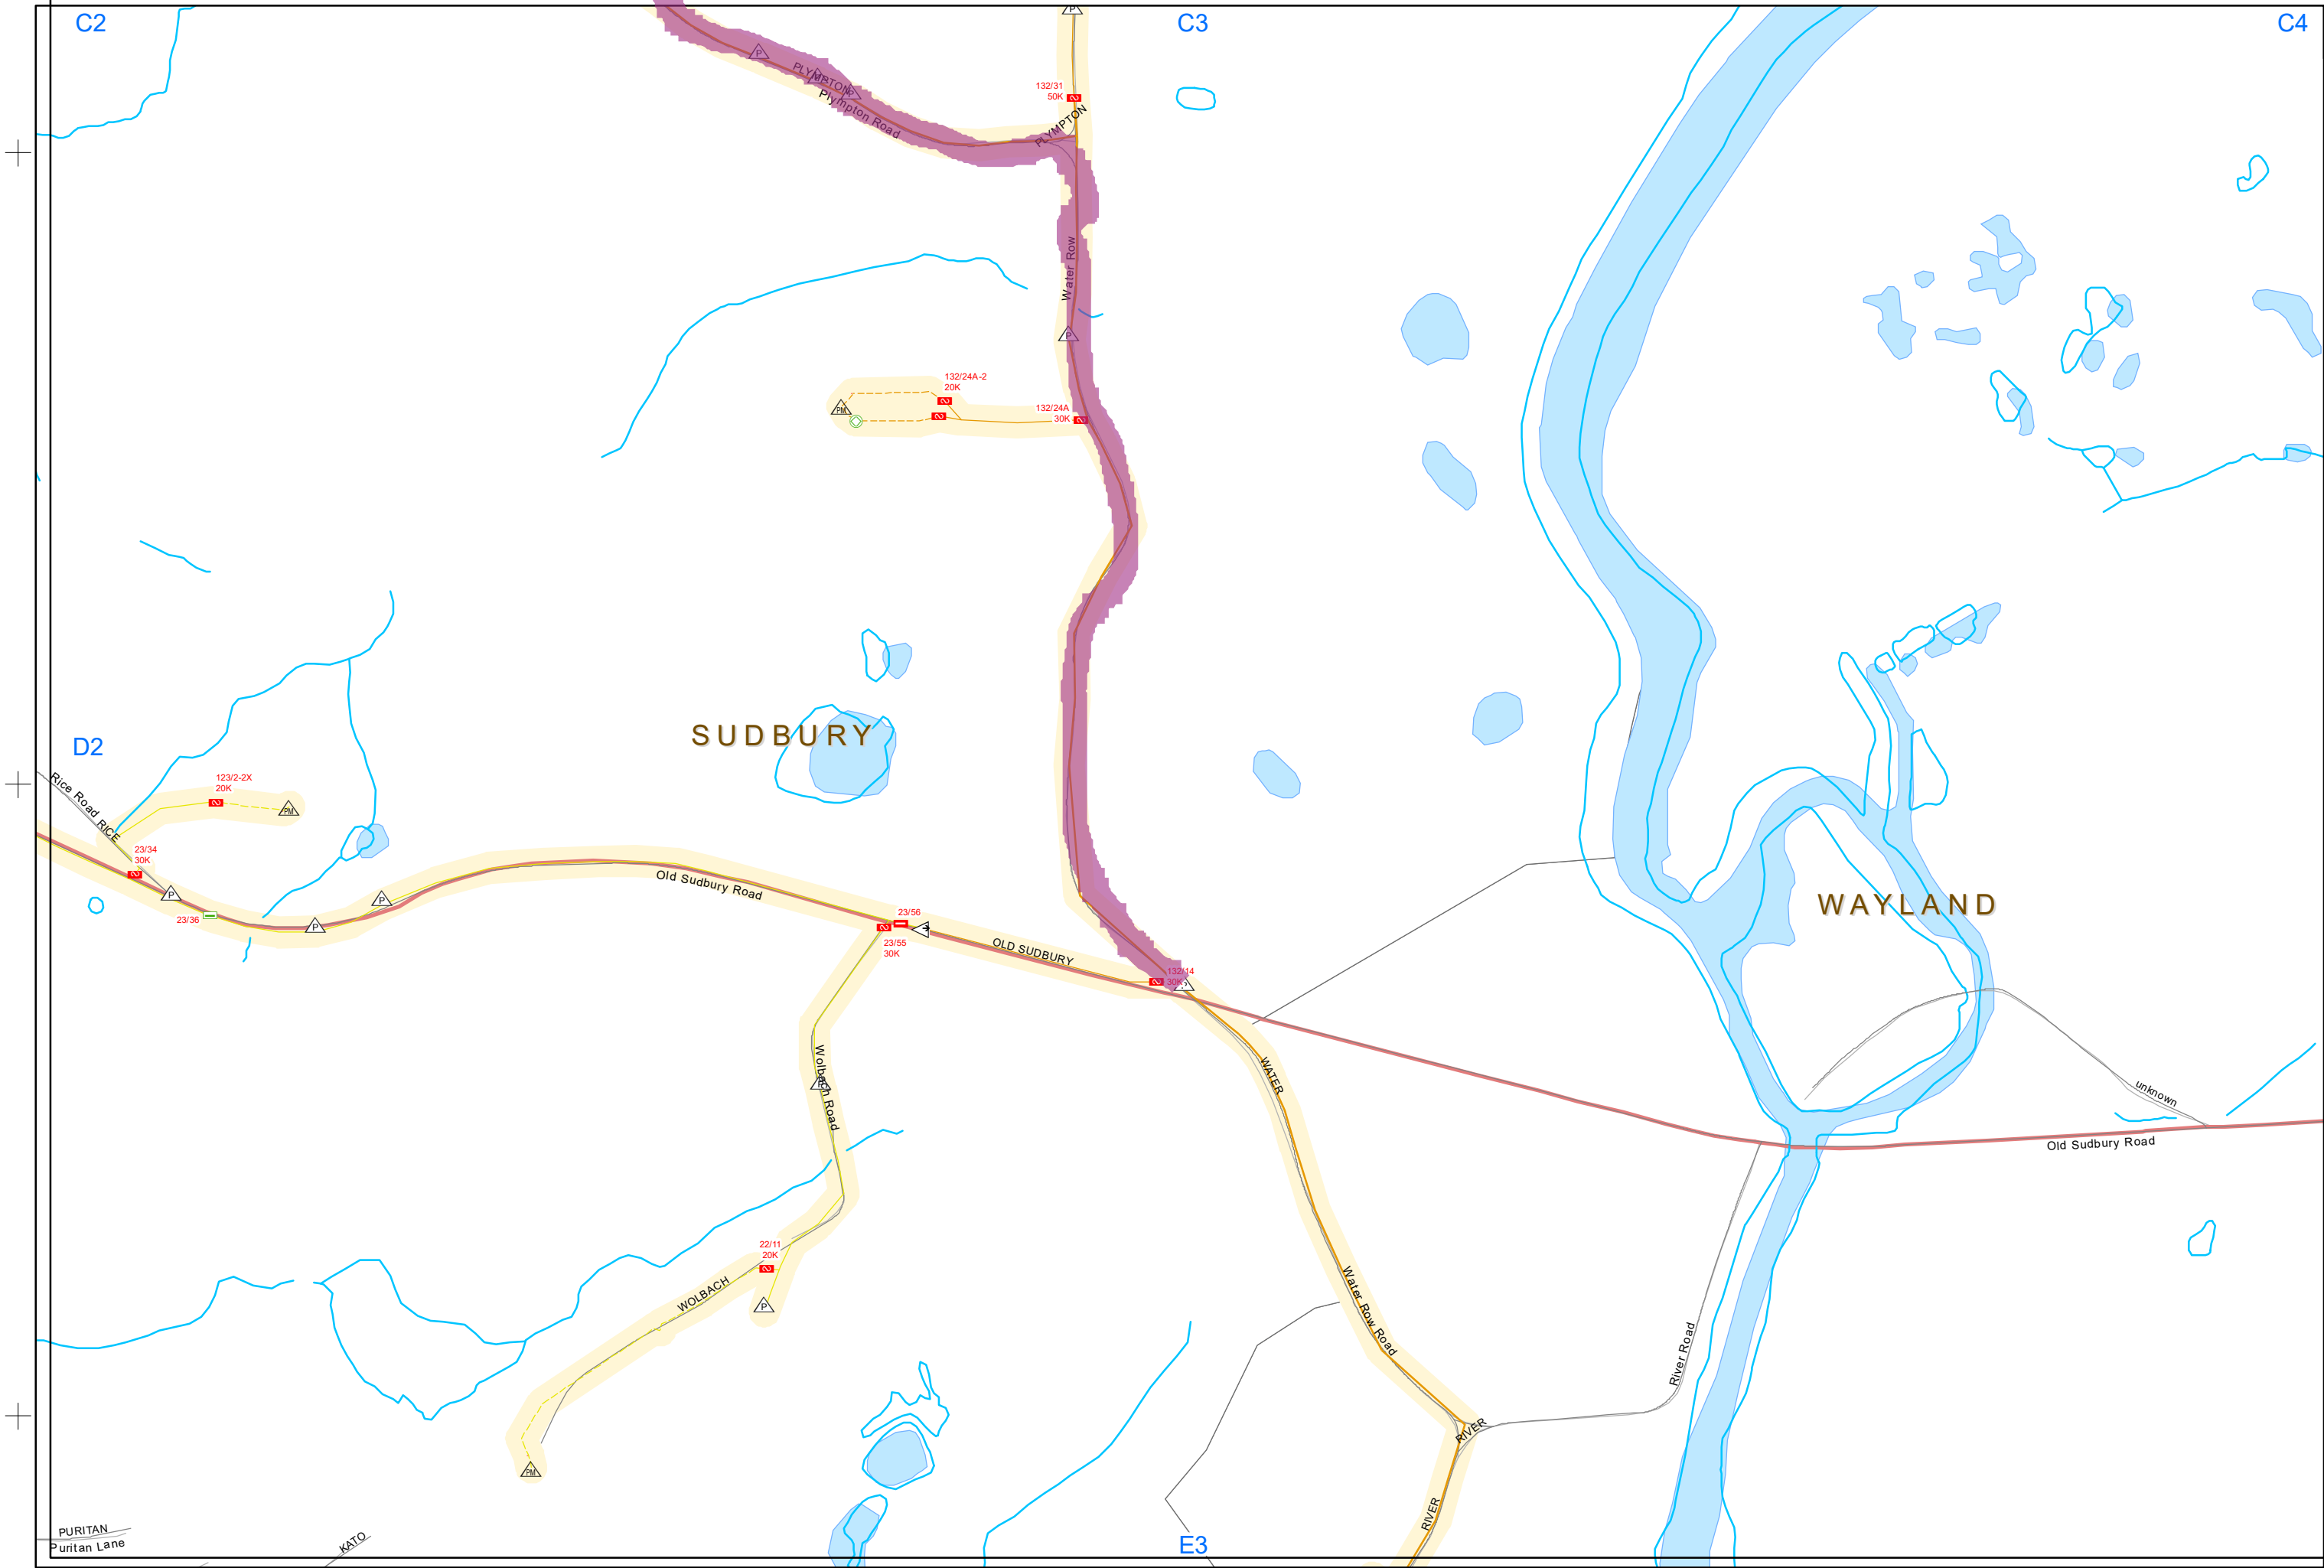 C2
C3
C4
P
P
P
P
PLYMPTON
Plympton Road
132/31
50K
PLYMPTON
Water Row
P
132/24A-2
20K
PM
132/24A
30K
SUDBURY
D2
Rice Road RICE
123/2-2X
20K
PM
23/34
30K
P
23/36
P
P
Old Sudbury Road
23/56
23/55
30K
OLD SUDBURY
132/14
30K
WAYLAND
Wolbach Road
P
WATER
unknown
Old Sudbury Road
22/11
20K
WOLBACH
P
Water Row Road
River Road
RIVER
PM
RIVER
PURITAN
Puritan Lane
KATO
E3